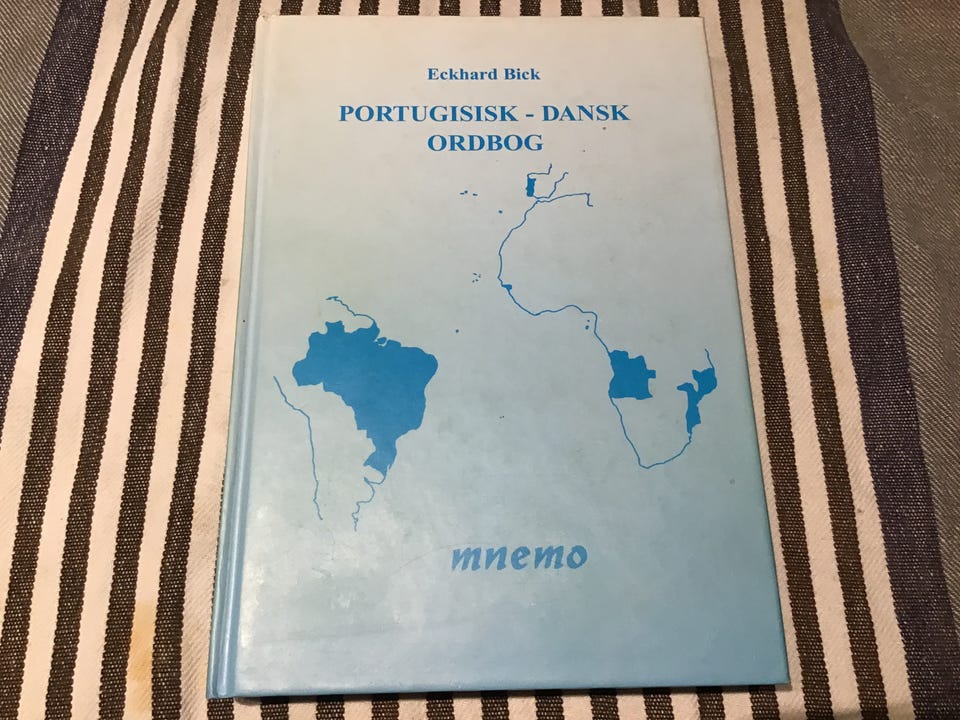 Eckhard Bick
PORTUGISISK - DANSK
ORDBOG
mnemo